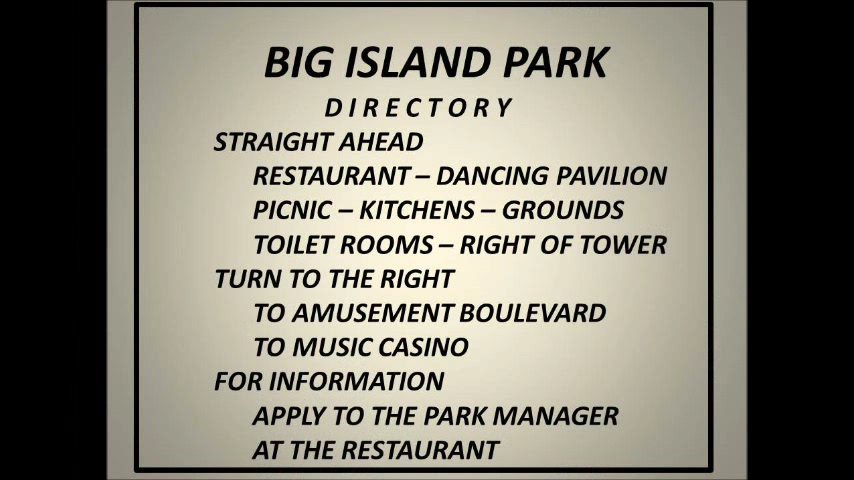 BIG ISLAND PARK
DIRECTORY
STRAIGHT AHEAD
RESTAURANT – DANCING PAVILION
PICNIC – KITCHENS – GROUNDS
TOILET ROOMS – RIGHT OF TOWER
TURN TO THE RIGHT
TO AMUSEMENT BOULEVARD
TO MUSIC CASINO
FOR INFORMATION
APPLY TO THE PARK MANAGER
AT THE RESTAURANT